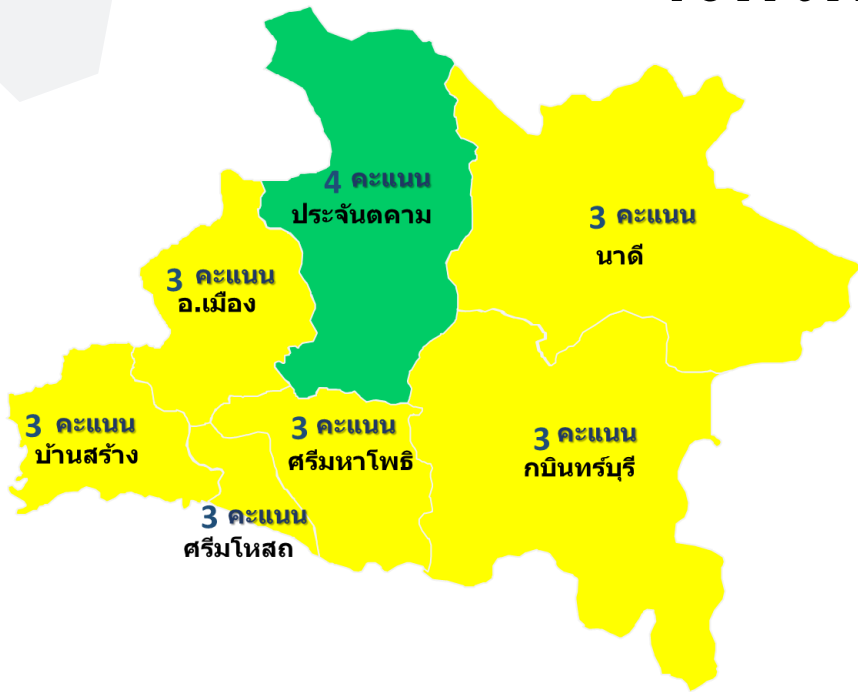 4 คะแนน
ประจันตคาม
3 คะแนน
นาดี
3 คะแนน
อ.เมือง
3 คะแนน
บ้านสร้าง
3 คะแนน
ศรีมหาโพธิ
3 คะแนน
กบินทร์บุรี
3 คะแนน
ศรีมโหสถ